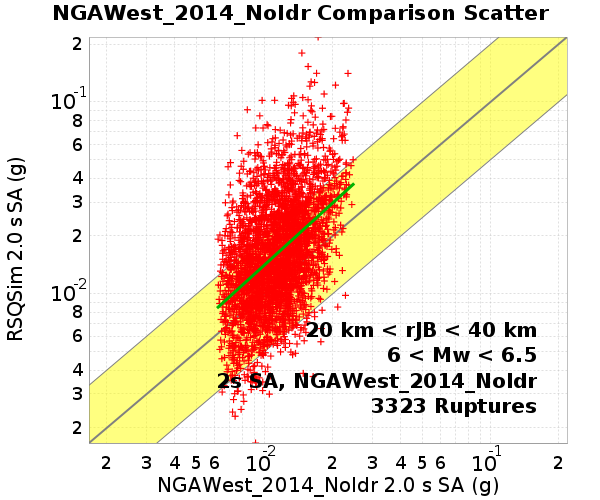 NGAWest_2014_NoIdr Comparison Scatter
RSQSim 2.0 s SA (g)
2
10-1
8
6
4
3
2
10-2
8
6
4
3
2
20 km < rJB < 40 km
6 < Mw < 6.5
2s SA, NGAWest_2014_NoIdr
3323 Ruptures
2 3 4 5 6 10-2 2 3 4 5 6 10-1 2
NGAWest_2014_NoIdr 2.0 s SA (g)